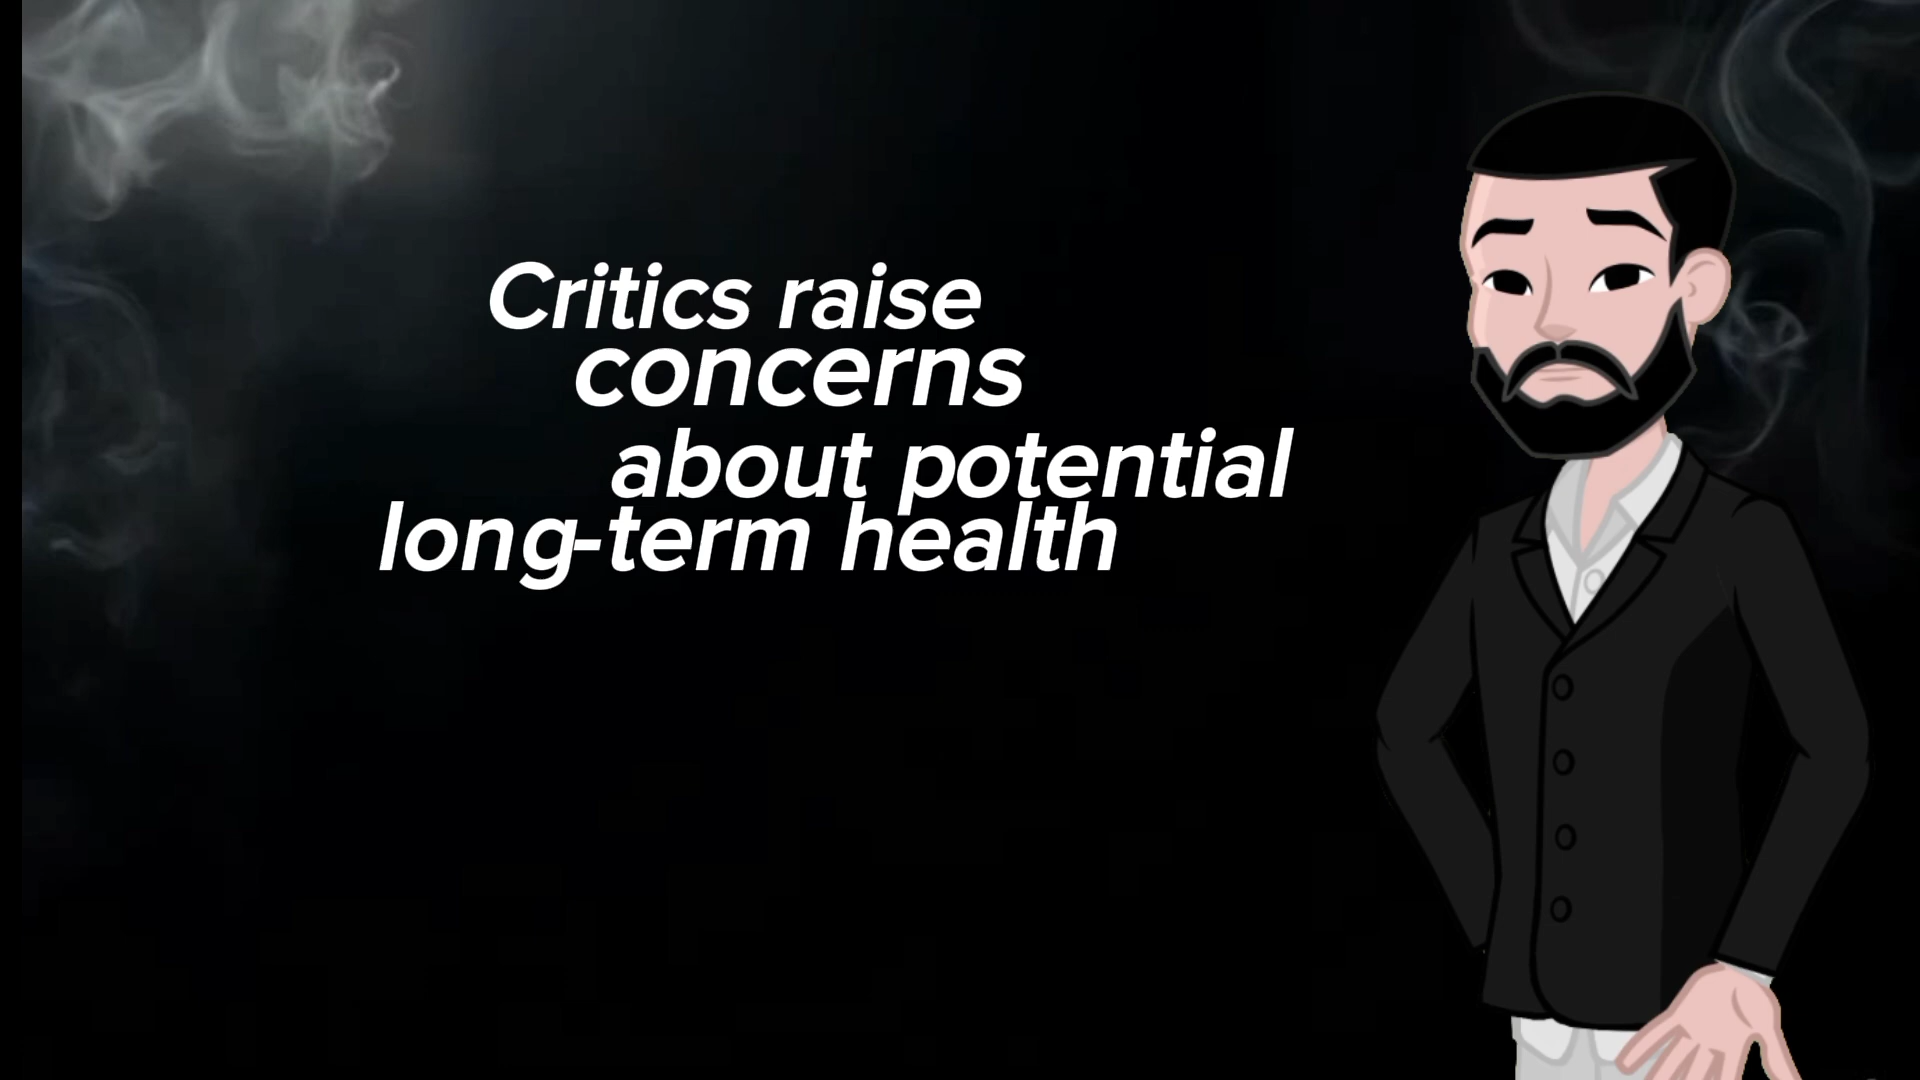 Critics raise
concerns
about potential
long-term health